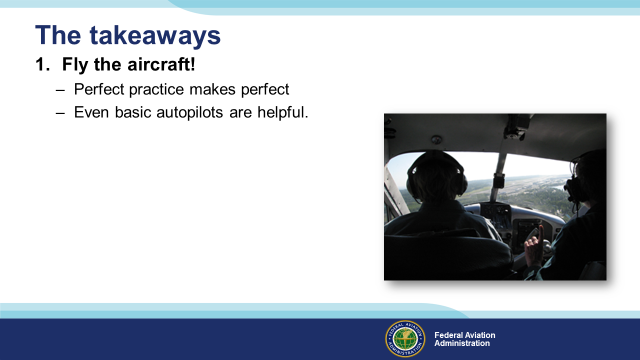 The takeaways
1. Fly the aircraft!
– Perfect practice makes perfect
– Even basic autopilots are helpful.
Federal Aviation
Administration